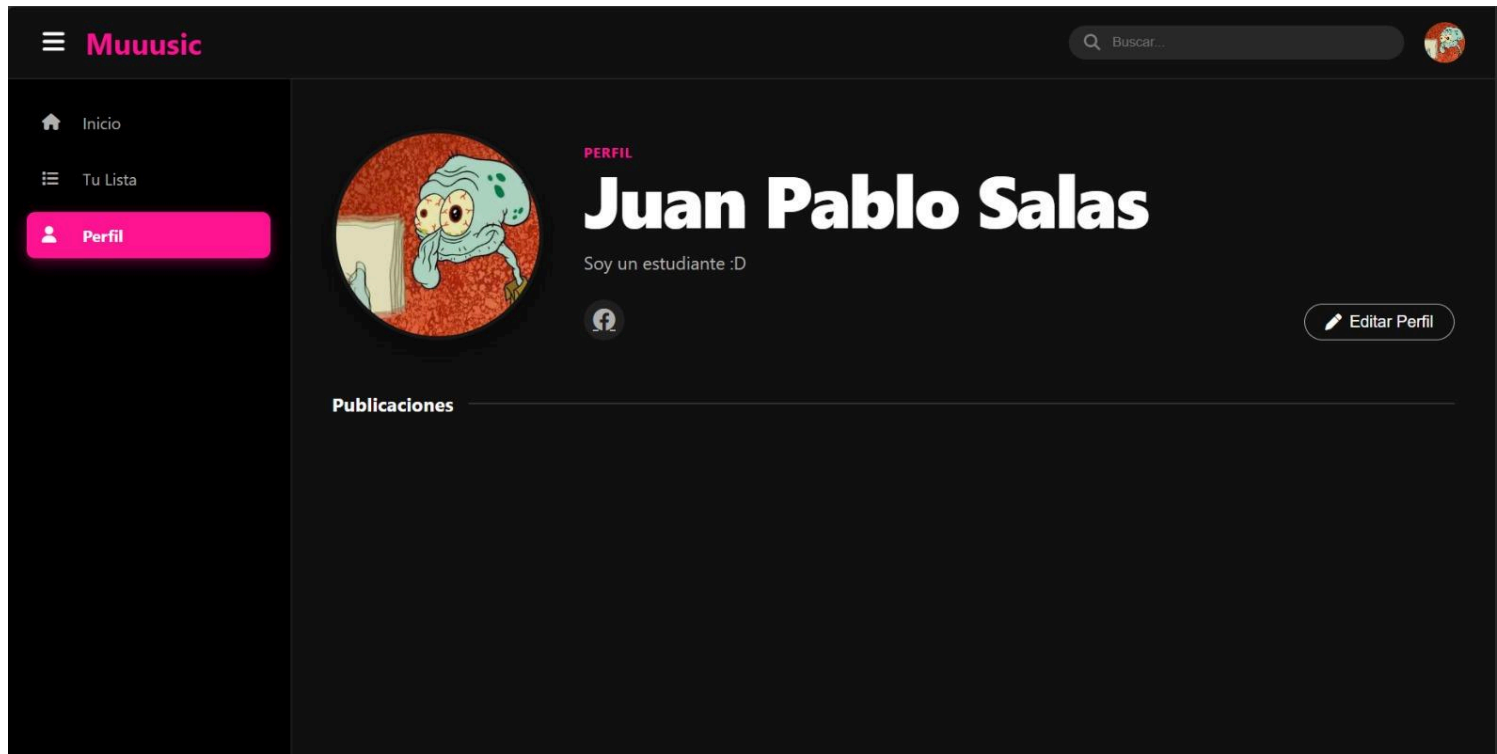 Muuusic
Buscar...
Inicio
Tu Lista
Perfil
PERFIL
Juan Pablo Salas
Soy un estudiante :D
Editar Perfil
Publicaciones